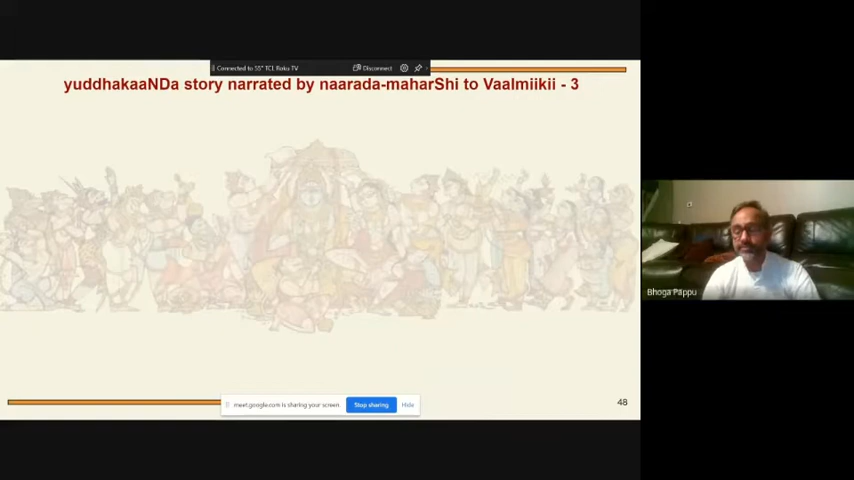 Connected to 55" TCL Roku TV
Disconnect
yuddhakaaNDa story narrated by naarada-maharShi to Vaalmiikii - 3
Bhoga Pappu
meet.google.com is sharing your screen.
Stop sharing
Hide
48